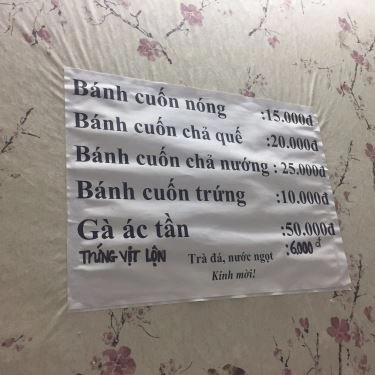 Bánh cuốn nóng :15.000đ
Bánh cuốn chả quế :20.000đ
Bánh cuốn chả nướng : 25.000đ
Bánh cuốn trứng :10.000đ
Gà ác tần :50.000đ
TRỨNG VỊT LỘN :6.000đ
Trà đá, nước ngọt
Kính mời!